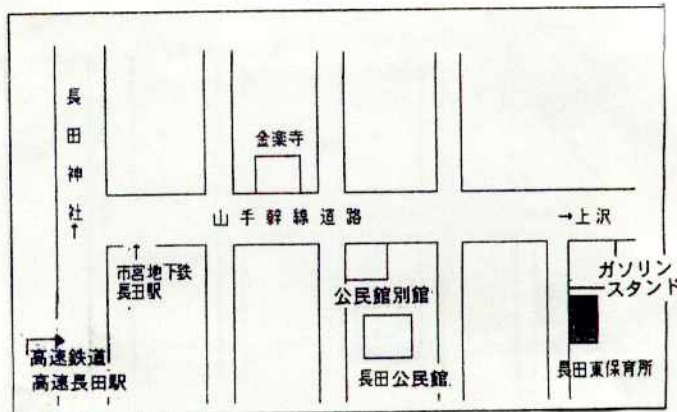 長田神社↑
金楽寺
山手幹線道路
→上沢
↑
市営地下鉄
長田駅
公民館別館
ガソリン
スタンド
高速鉄道
高速長田駅
長田公民館
長田東保育所